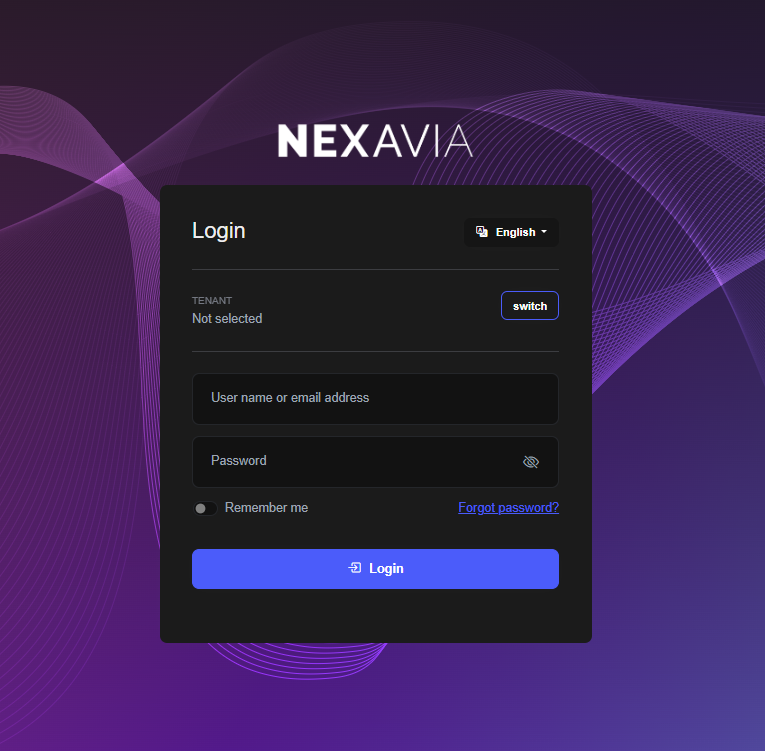 NEXAVIA
Login
English
TENANT
Not selected
switch
User name or email address
Password
Remember me
Forgot password?
Login